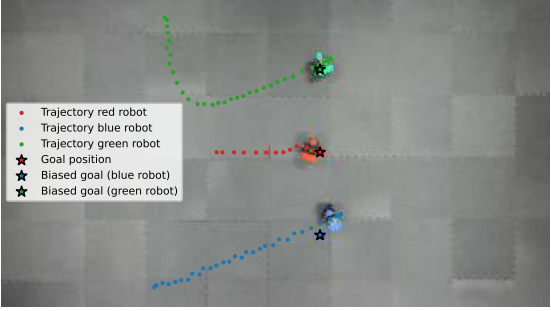 Trajectory red robot
Trajectory blue robot
Trajectory green robot
Goal position
Biased goal (blue robot)
Biased goal (green robot)